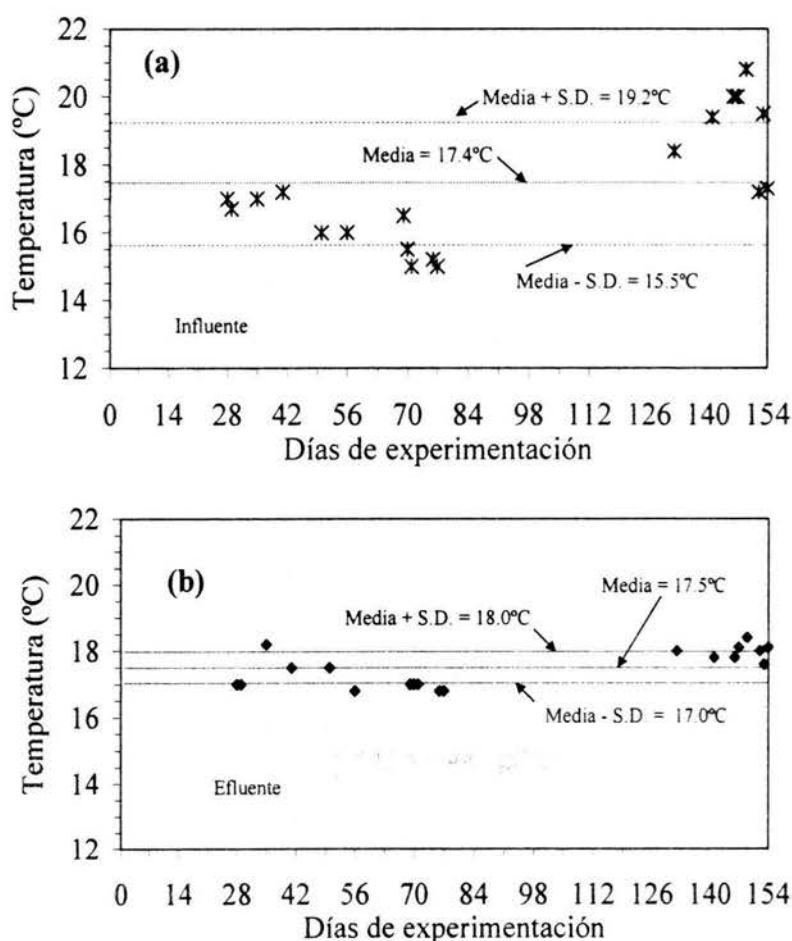 (a)
Temperatura (ºC)
22
20
18
16
14
12
Media + S.D. = 19.2ºC
Media = 17.4ºC
Media - S.D. = 15.5ºC
Influente
0 14 28 42 56 70 84 98 112 126 140 154
Días de experimentación
(b)
Temperatura (ºC)
22
20
18
16
14
12
Media = 17.5ºC
Media + S.D. = 18.0ºC
Media - S.D. = 17.0ºC
Efluente
0 14 28 42 56 70 84 98 112 126 140 154
Días de experimentación